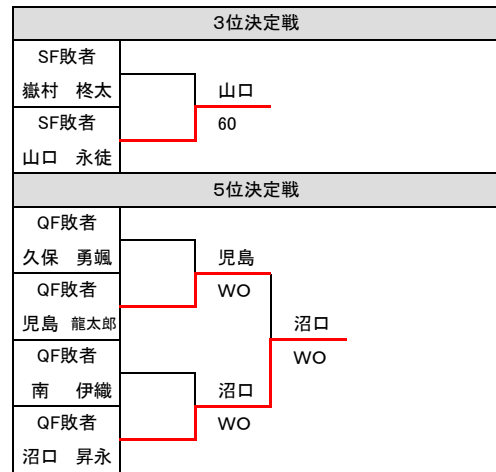 3位決定戦
SF敗者
嶽村 柊太
山口
SF敗者
60
山口 永徒
5位決定戦
QF敗者
久保 勇颯
児島
QF敗者
WO
児島 龍太郎
沼口
QF敗者
WO
南 伊織
沼口
QF敗者
WO
沼口 昇永